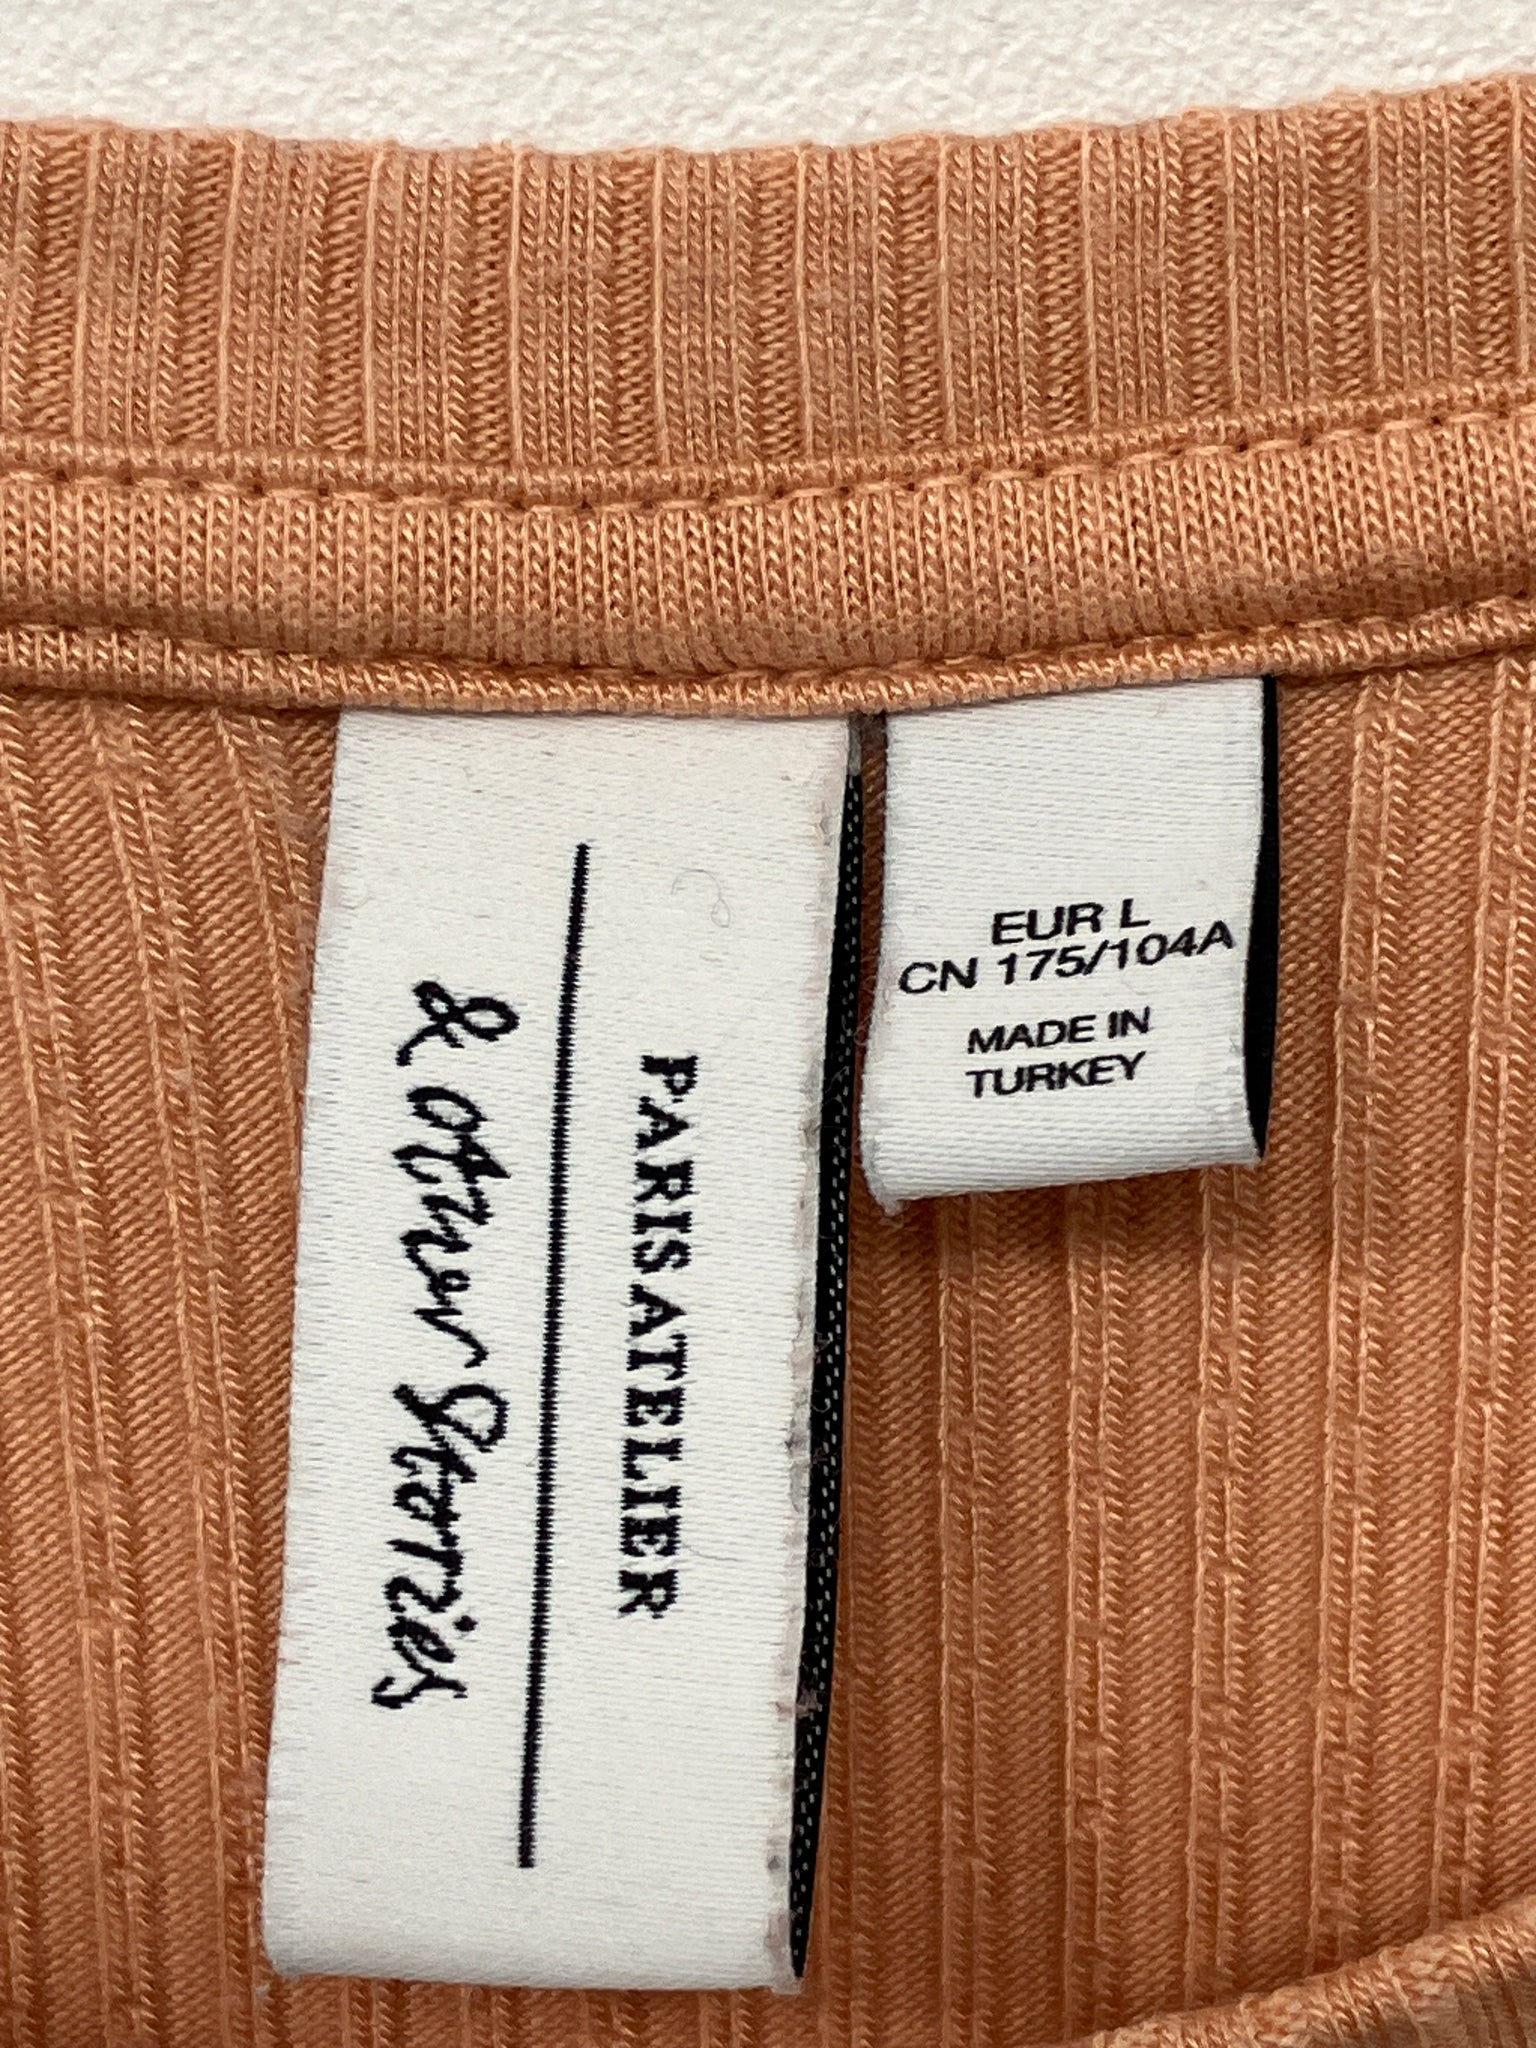 PARIS ATELIER
& other Stories
EUR L
CN 175/104A
MADE IN
TURKEY